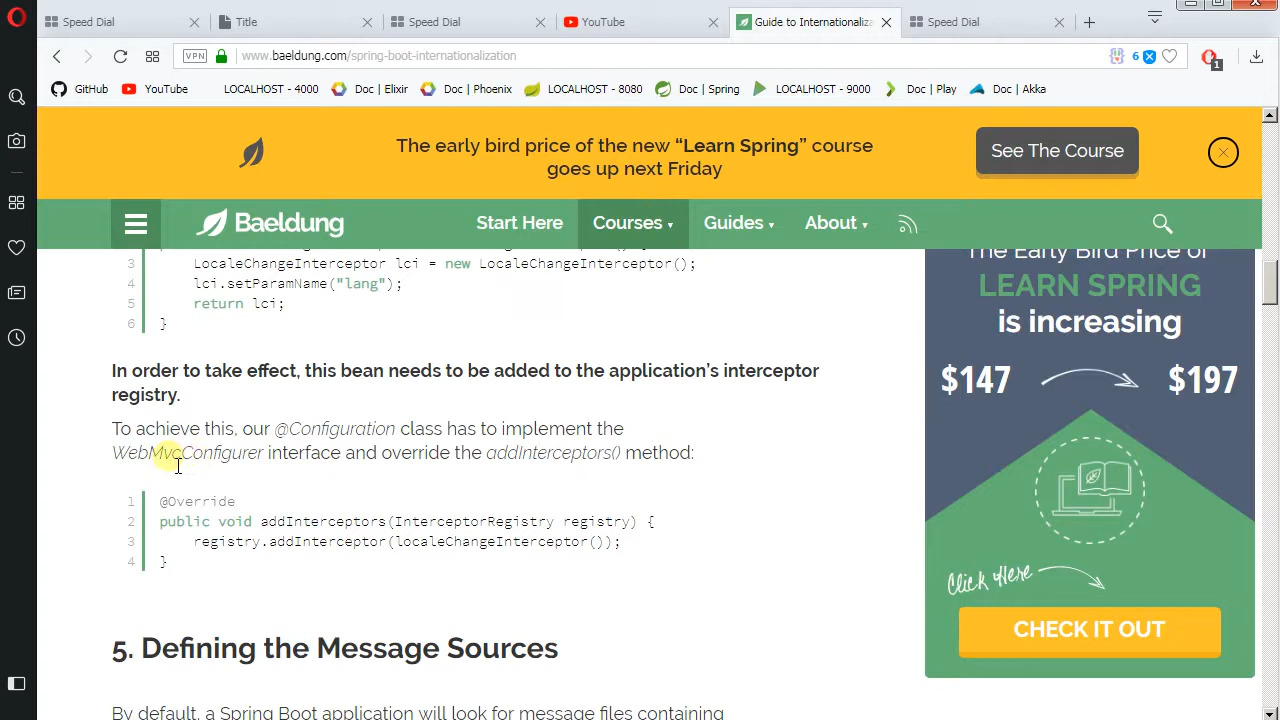 Speed Dial
Title
Speed Dial
YouTube
Guide to Internationaliza
Speed Dial
VPN
www.baeldung.com/spring-boot-internationalization
6
1
GitHub
YouTube
LOCALHOST - 4000
Doc | Elixir
Doc | Phoenix
LOCALHOST - 8080
Doc | Spring
LOCALHOST - 9000
Doc | Play
Doc | Akka
The early bird price of the new “Learn Spring” course
goes up next Friday
See The Course
Baeldung
Start Here
Courses
Guides
About
3 LocaleChangeInterceptor lci = new LocaleChangeInterceptor();
4 lci.setParamName("lang");
5 return lci;
6 }
In order to take effect, this bean needs to be added to the application’s interceptor
registry.
To achieve this, our @Configuration class has to implement the
WebMvcConfigurer interface and override the addInterceptors() method:
1 @Override
2 public void addInterceptors(InterceptorRegistry registry) {
3 registry.addInterceptor(localeChangeInterceptor());
4 }
5. Defining the Message Sources
By default, a Spring Boot application will look for message files containing
The Early Bird Price of
LEARN SPRING
is increasing
$147
$197
Click Here
CHECK IT OUT